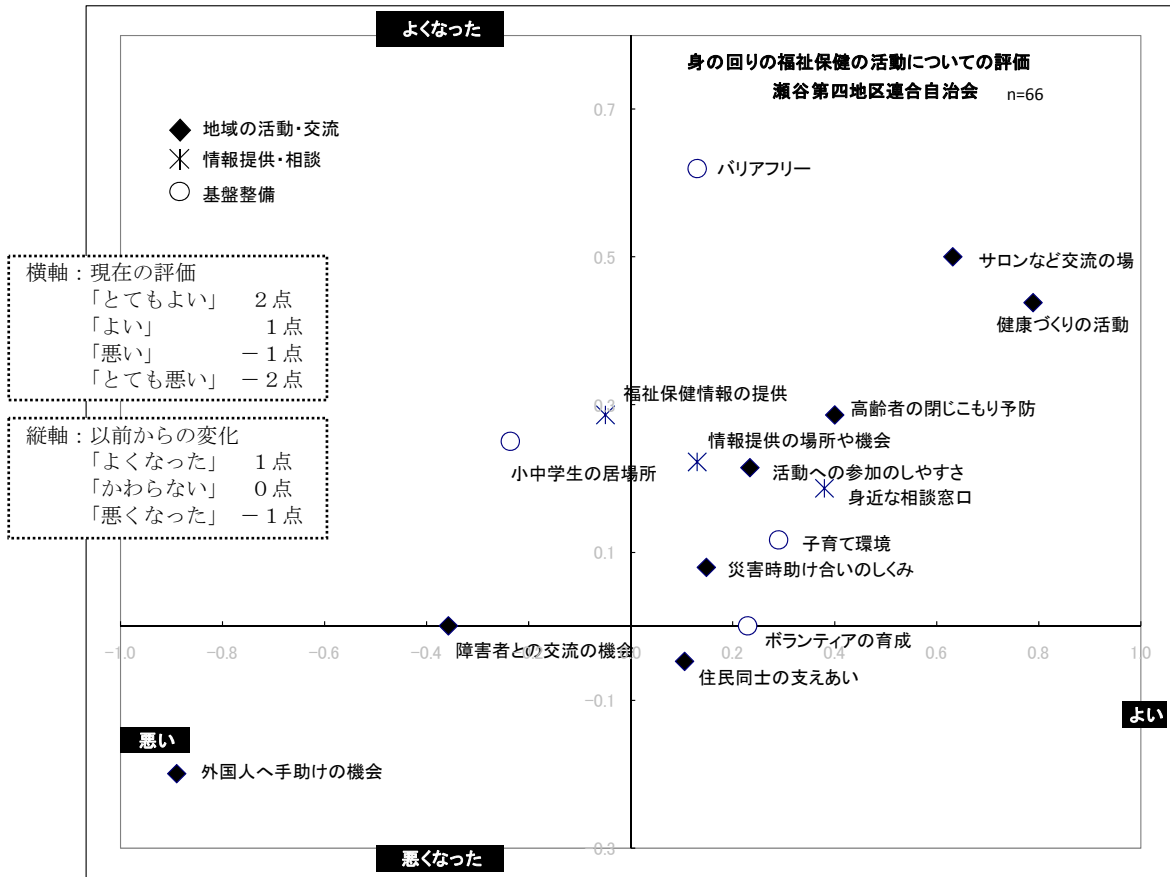 よくなった
身の回りの福祉保健の活動についての評価
瀬谷第四地区連合自治会 n=66
0.7
地域の活動・交流
情報提供・相談
基盤整備
バリアフリー
0.5
サロンなど交流の場
健康づくりの活動
横軸：現在の評価
「とてもよい」 ２点
「よい」 １点
「悪い」 －１点
「とても悪い」 －２点
0.3
福祉保健情報の提供
高齢者の閉じこもり予防
縦軸：以前からの変化
「よくなった」 １点
「かわらない」 ０点
「悪くなった」 －１点
情報提供の場所や機会
小中学生の居場所
活動への参加のしやすさ
身近な相談窓口
0.1
子育て環境
災害時助け合いのしくみ
-1.0 -0.8 -0.6 -0.4 -0.2 0.0 0.2 0.4 0.6 0.8 1.0
障害者との交流の機会
ボランティアの育成
住民同士の支えあい
-0.1
よい
悪い
外国人へ手助けの機会
-0.3
悪くなった